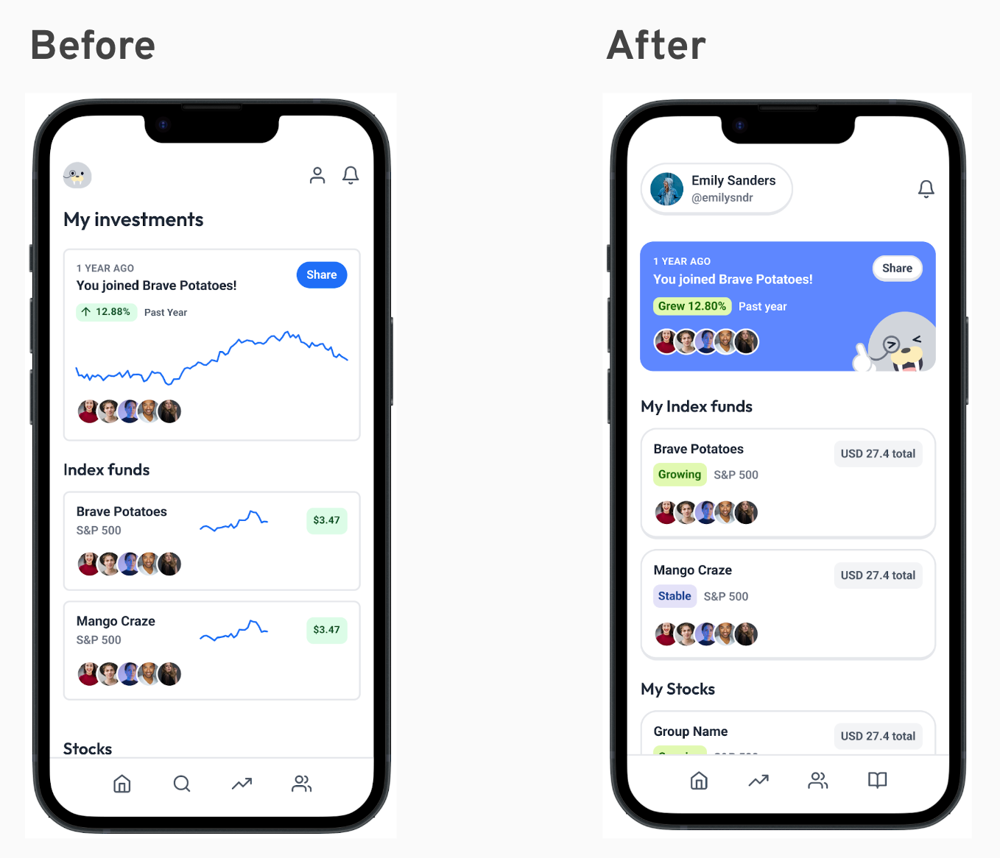 Before
My investments
1 YEAR AGO
You joined Brave Potatoes!
Share
12.88% Past Year
Index funds
Brave Potatoes
S&P 500
$3.47
Mango Craze
S&P 500
$3.47
Stocks
After
Emily Sanders
@emilysndr
1 YEAR AGO
You joined Brave Potatoes!
Share
Grew 12.80% Past year
My Index funds
Brave Potatoes
USD 27.4 total
Growing S&P 500
Mango Craze
USD 27.4 total
Stable S&P 500
My Stocks
Group Name
USD 27.4 total